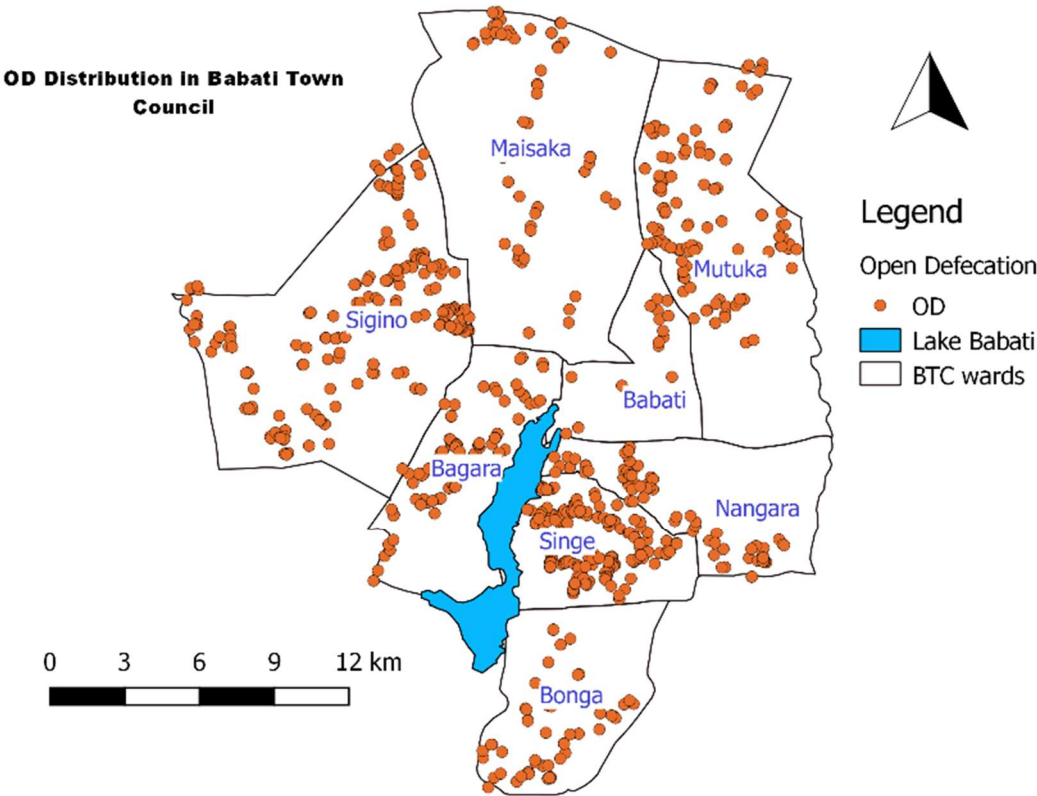 OD Distribution in Babati Town
Council
Maisaka
Mutuka
Sigino
Babati
Bagara
Nangara
Singe
Bonga
Legend
Open Defecation
OD
Lake Babati
BTC wards
0 3 6 9 12 km